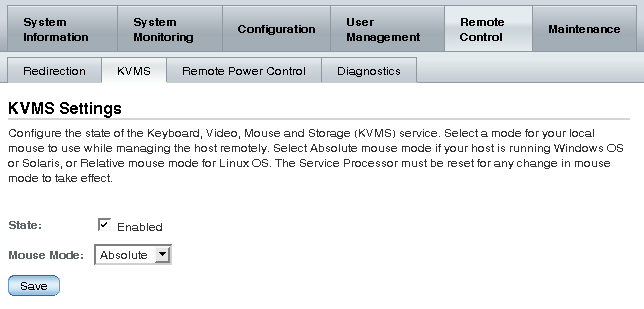 System Information
System Monitoring
Configuration
User Management
Remote Control
Maintenance
Redirection
KVMS
Remote Power Control
Diagnostics
KVMS Settings
Configure the state of the Keyboard, Video, Mouse and Storage (KVMS) service. Select a mode for your local
mouse to use while managing the host remotely. Select Absolute mouse mode if your host is running Windows OS
or Solaris, or Relative mouse mode for Linux OS. The Service Processor must be reset for any change in mouse
mode to take effect.
State: Enabled
Mouse Mode: Absolute
Save